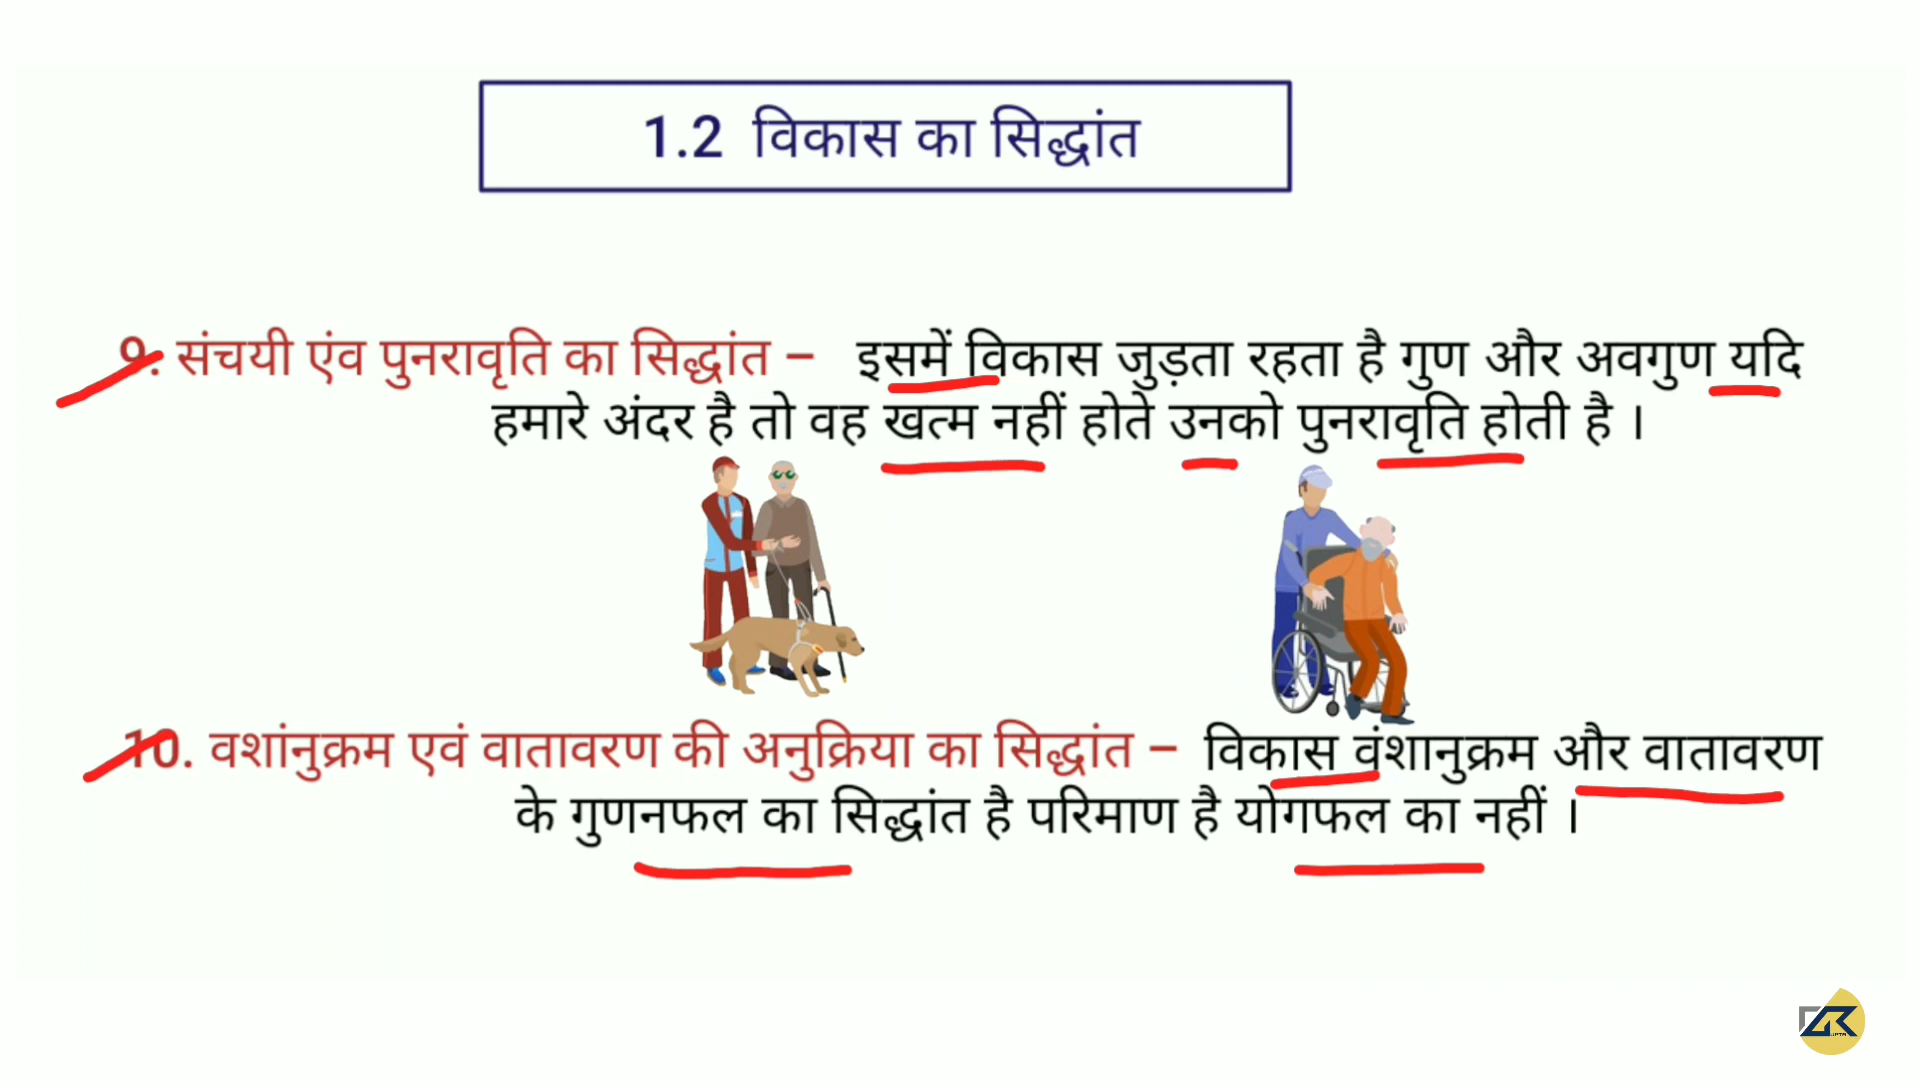 1.2 विकास का सिद्धांत
9. संचयी एंव पुनरावृति का सिद्धांत – इसमें विकास जुड़ता रहता है गुण और अवगुण यदि
हमारे अंदर है तो वह खत्म नहीं होते उनको पुनरावृति होती है ।
10. वशांनुक्रम एवं वातावरण की अनुक्रिया का सिद्धांत – विकास वंशानुक्रम और वातावरण
के गुणनफल का सिद्धांत है परिमाण है योगफल का नहीं ।